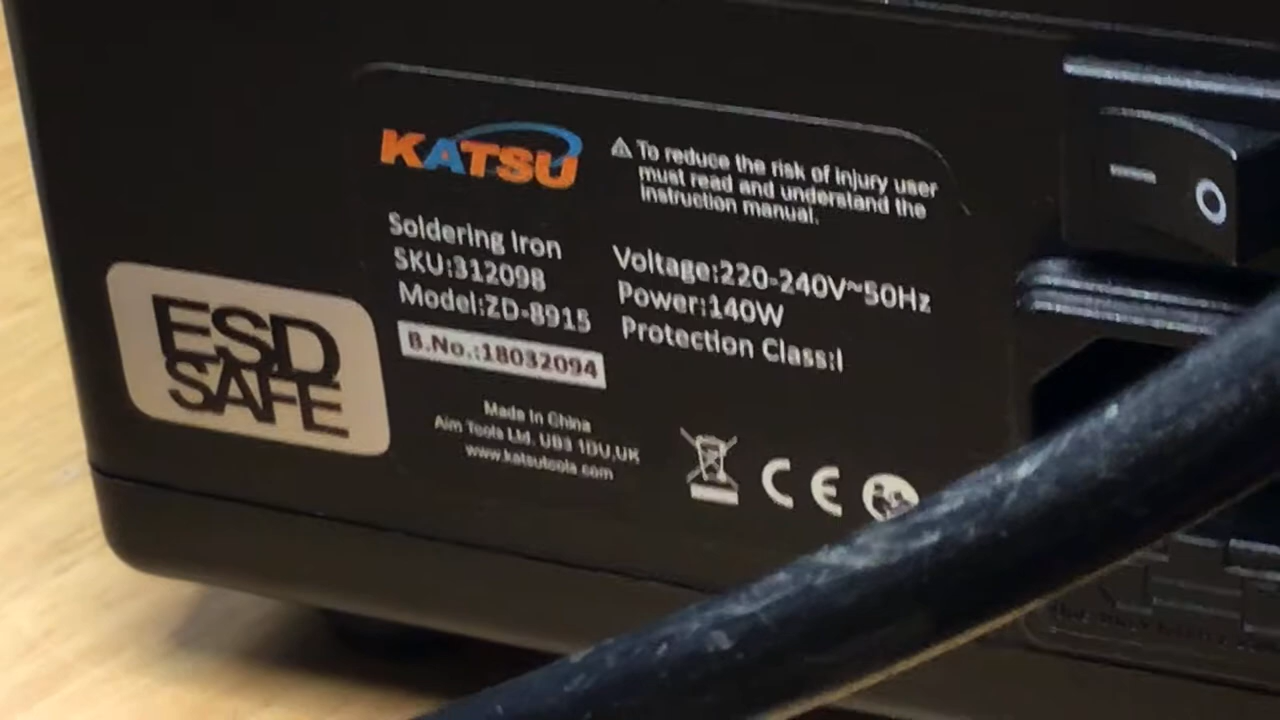 KATSU
⚠ To reduce the risk of injury user
must read and understand the
instruction manual.
Soldering Iron
SKU:312098
Model:ZD-8915
B.No.:18032094
Voltage:220-240V~50Hz
Power:140W
Protection Class:I
ESD
SAFE
Made in China
Aim Tools Ltd. UB3 1DU,UK
www.katsutools.com
CE